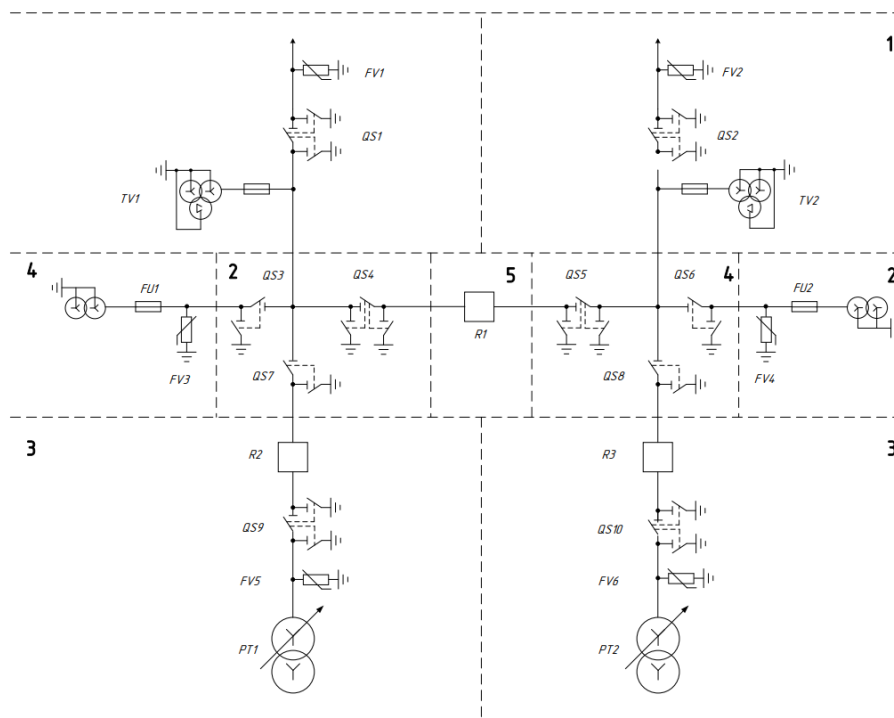 1
FV1
FV2
QS1
QS2
TV1
TV2
4
2
5
4
2
QS3
QS4
QS5
QS6
FU1
FU2
R1
FV3
QS7
QS8
FV4
3
3
R2
R3
QS9
QS10
FV5
FV6
PT1
PT2